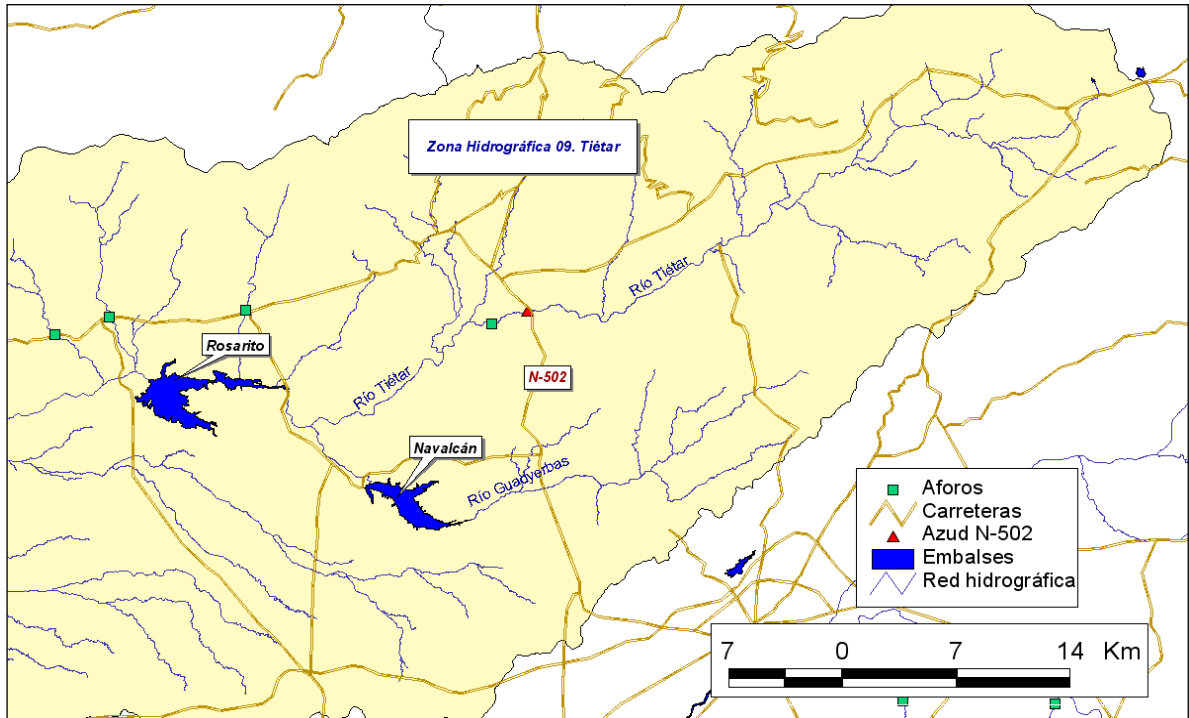 Zona Hidrográfica 09. Tiétar
Río Tiétar
Rosarito
N-502
Río Tiétar
Navalcán
Río Guadyerbas
Aforos
Carreteras
Azud N-502
Embalses
Red hidrográfica
7 0 7 14 Km